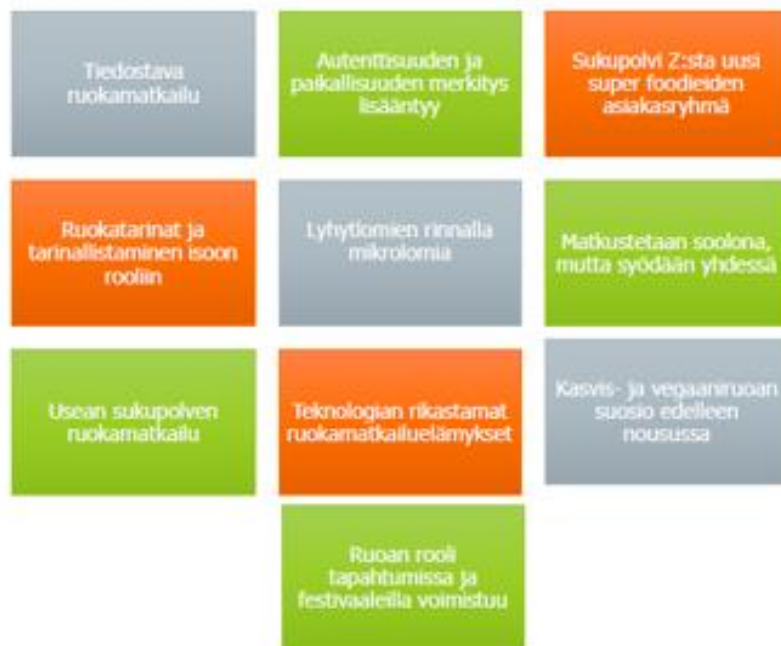 Tiedostava
ruokamatkailu
Autenttisuuden ja
paikallisuuden merkitys
lisääntyy
Sukupolvi Z:sta uusi
super foodieiden
asiakasryhmä
Ruokatarinat ja
tarinallistaminen isoon
rooliin
Lyhytlomien rinnalla
mikrolomia
Matkustetaan soolona,
mutta syödään yhdessä
Usean sukupolven
ruokamatkailu
Teknologian rikastamat
ruokamatkailuelämykset
Kasvis- ja vegaaniruoan
suosio edelleen
nousussa
Ruoan rooli
tapahtumissa ja
festivaaleilla voimistuu